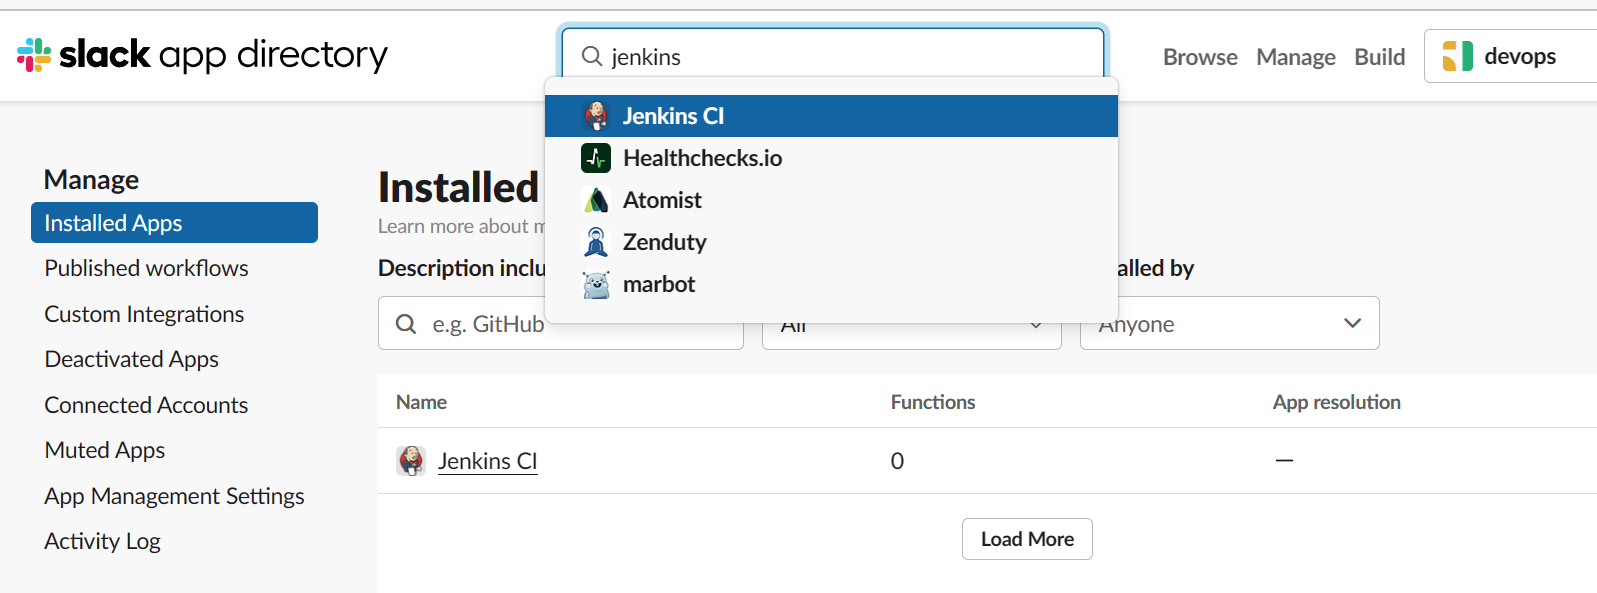 slack app directory
jenkins
Browse Manage Build
devops
Jenkins CI
Healthchecks.io
Atomist
Zenduty
marbot
Manage
Installed Apps
Published workflows
Custom Integrations
Deactivated Apps
Connected Accounts
Muted Apps
App Management Settings
Activity Log
Installed
Learn more about
Description
by
e.g. GitHub
All
Anyone
Name Functions App resolution
Jenkins CI 0 —
Load More